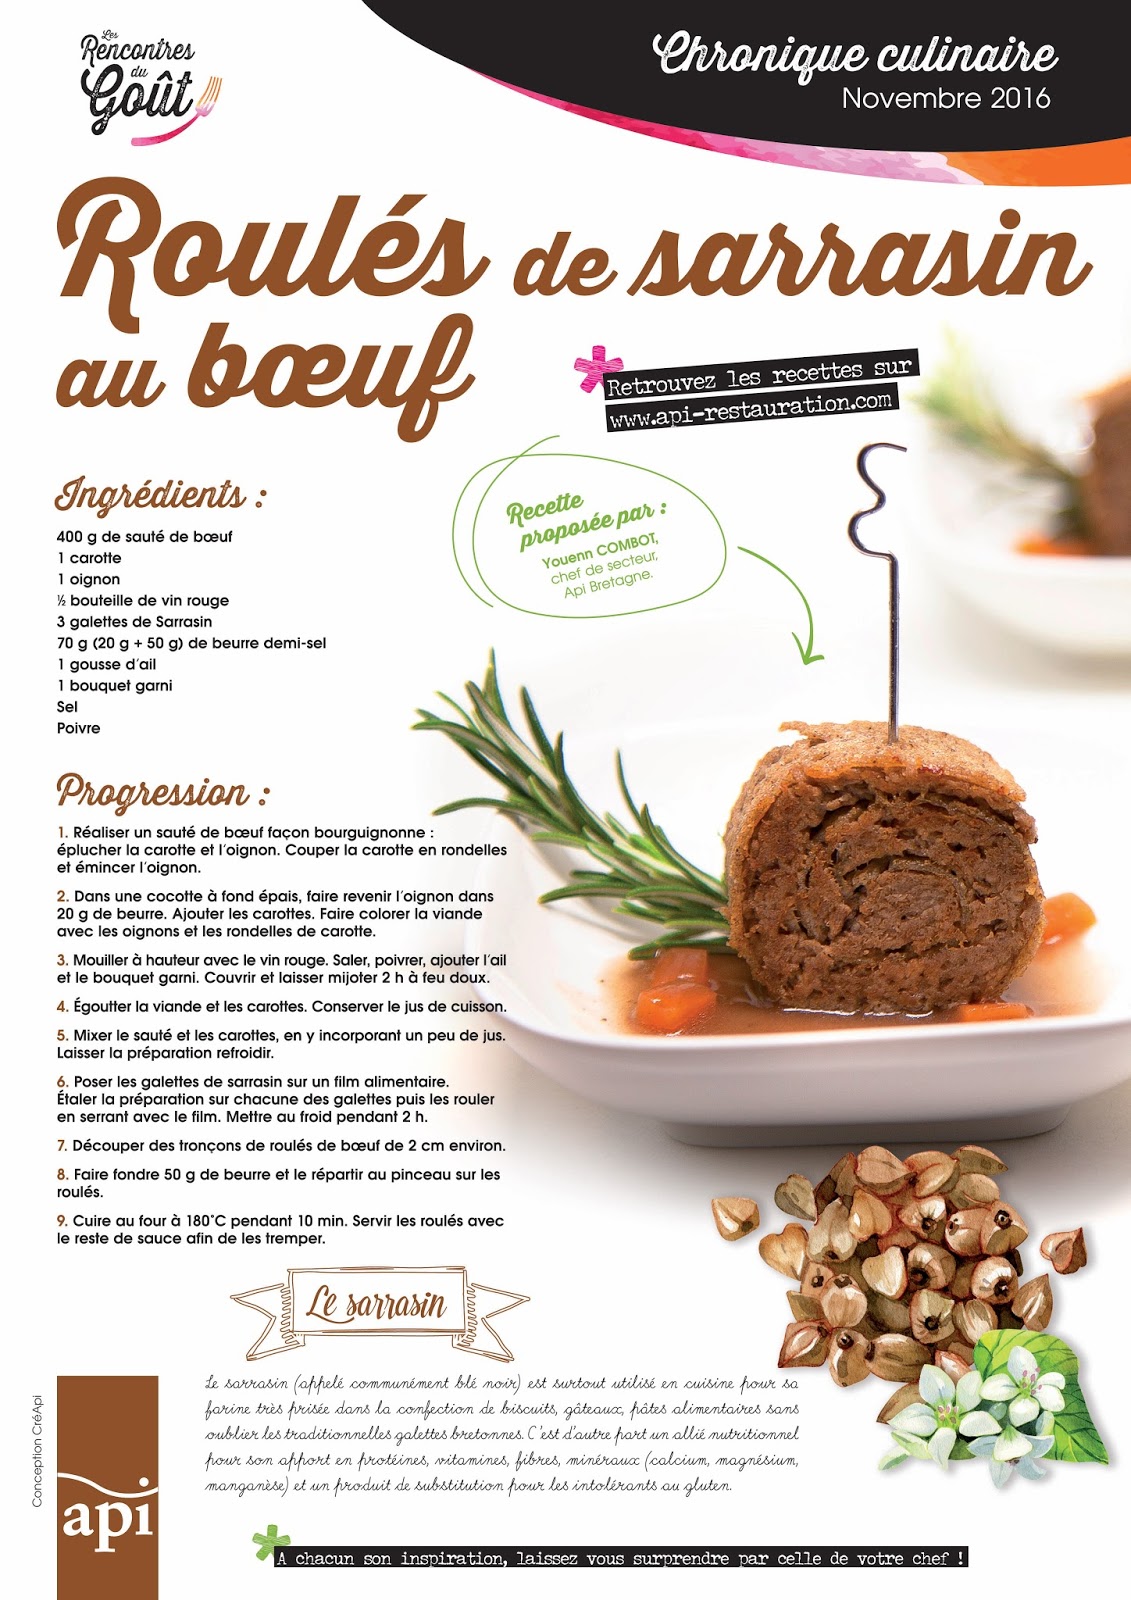 Les
Rencontres
du
Goût
Chronique culinaire
Novembre 2016
Roulés de sarrasin
au bœuf
Retrouvez les recettes sur
www.api-restauration.com
Recette
proposée par :
Youenn COMBOT,
chef de secteur,
Api Bretagne.
Ingrédients :
400 g de sauté de bœuf
1 carotte
1 oignon
½ bouteille de vin rouge
3 galettes de Sarrasin
70 g (20 g + 50 g) de beurre demi-sel
1 gousse d'ail
1 bouquet garni
Sel
Poivre
Progression :
1. Réaliser un sauté de bœuf façon bourguignonne :
éplucher la carotte et l'oignon. Couper la carotte en rondelles
et émincer l'oignon.
2. Dans une cocotte à fond épais, faire revenir l'oignon dans
20 g de beurre. Ajouter les carottes. Faire colorer la viande
avec les oignons et les rondelles de carotte.
3. Mouiller à hauteur avec le vin rouge. Saler, poivrer, ajouter l'ail
et le bouquet garni. Couvrir et laisser mijoter 2 h à feu doux.
4. Égoutter la viande et les carottes. Conserver le jus de cuisson.
5. Mixer le sauté et les carottes, en y incorporant un peu de jus.
Laisser la préparation refroidir.
6. Poser les galettes de sarrasin sur un film alimentaire.
Étaler la préparation sur chacune des galettes puis les rouler
en serrant avec le film. Mettre au froid pendant 2 h.
7. Découper des tronçons de roulés de bœuf de 2 cm environ.
8. Faire fondre 50 g de beurre et le répartir au pinceau sur les
roulés.
9. Cuire au four à 180°C pendant 10 min. Servir les roulés avec
le reste de sauce afin de les tremper.
Le sarrasin
Le sarrasin (appelé communément blé noir) est surtout utilisé en cuisine pour sa
farine très prisée dans la confection de biscuits, gâteaux, pâtes alimentaires sans
oublier les traditionnelles galettes bretonnes. C'est d'autre part un allié nutritionnel
pour son apport en protéines, vitamines, fibres, minéraux (calcium, magnésium,
manganèse) et un produit de substitution pour les intolérants au gluten.
Conception CréApi
api
A chacun son inspiration, laissez vous surprendre par celle de votre chef !